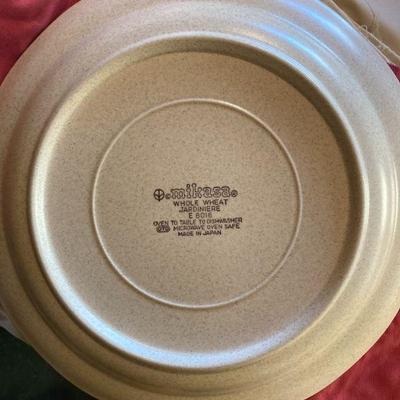 mikasa
WHOLE WHEAT
JARDINIERE
E 8016
OVEN TO TABLE TO DISHWASHER
MICROWAVE OVEN SAFE
MADE IN JAPAN